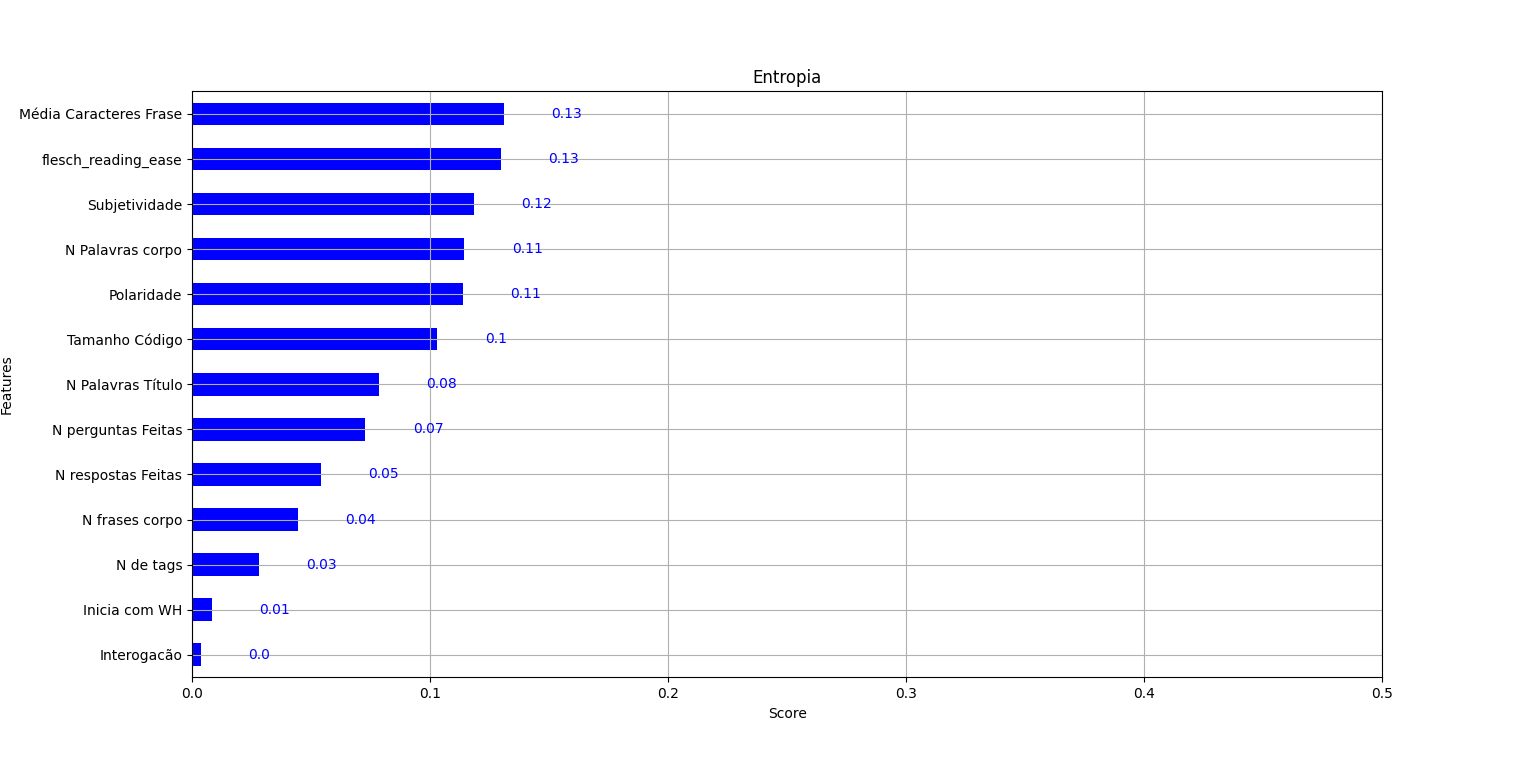 Entropia
Média Caracteres Frase 0.13
flesch_reading_ease 0.13
Subjetividade 0.12
N Palavras corpo 0.11
Polaridade 0.11
Tamanho Código 0.1
N Palavras Título 0.08
N perguntas Feitas 0.07
N respostas Feitas 0.05
N frases corpo 0.04
N de tags 0.03
Inicia com WH 0.01
Interogacão 0.0
Features
0.0 0.1 0.2 0.3 0.4 0.5
Score